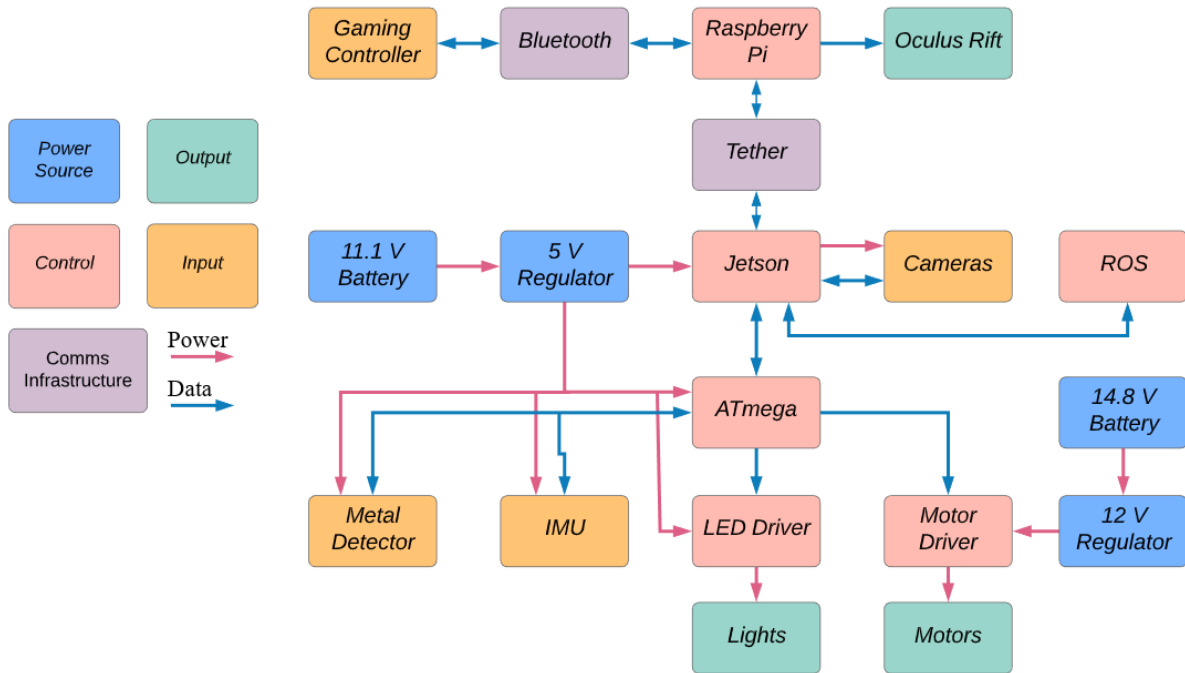 Gaming
Controller
Bluetooth
Raspberry
Pi
Oculus Rift
Power
Source
Output
Tether
Control
Input
11.1 V
Battery
5 V
Regulator
Jetson
Cameras
ROS
Comms
Infrastructure
Power
Data
ATmega
14.8 V
Battery
Metal
Detector
IMU
LED Driver
Motor
Driver
12 V
Regulator
Lights
Motors